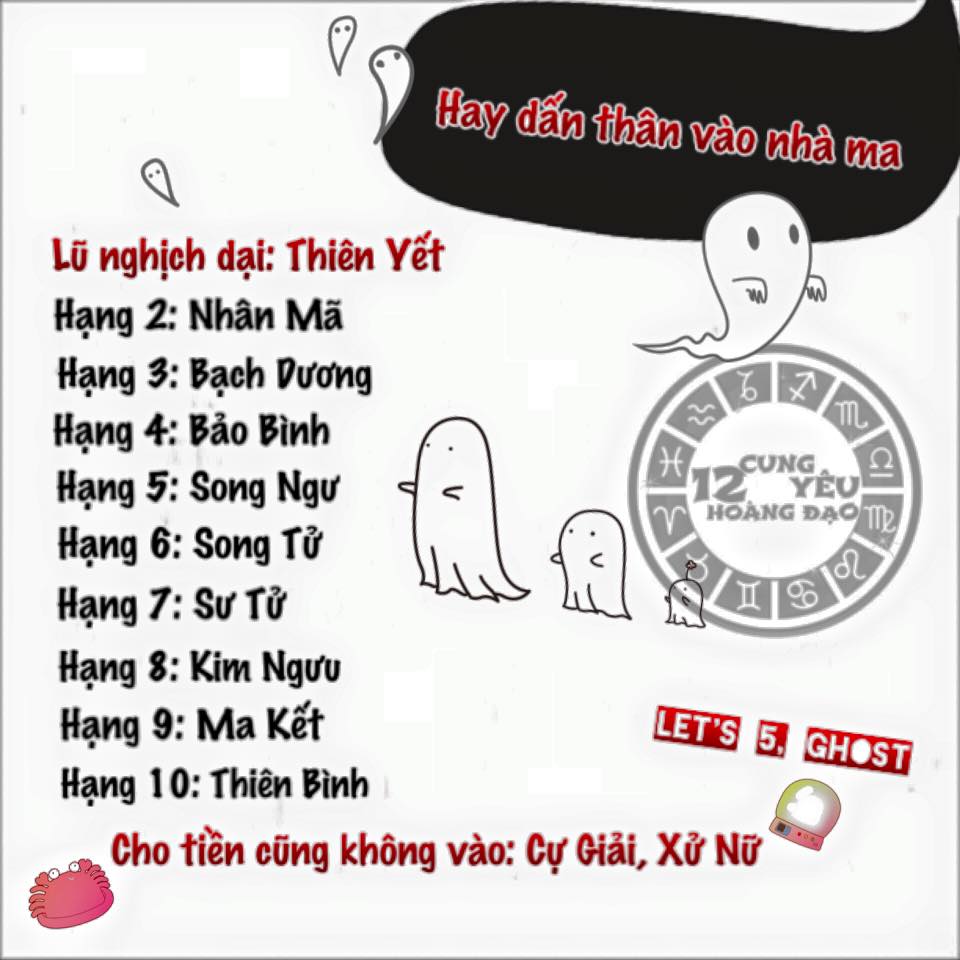 Hay dấn thân vào nhà ma
Lũ nghịch dại: Thiên Yết
Hạng 2: Nhân Mã
Hạng 3: Bạch Dương
Hạng 4: Bảo Bình
Hạng 5: Song Ngư
Hạng 6: Song Tử
Hạng 7: Sư Tử
Hạng 8: Kim Ngưu
Hạng 9: Ma Kết
Hạng 10: Thiên Bình
Cho tiền cũng không vào: Cự Giải, Xử Nữ
12 CUNG
YÊU
HOÀNG ĐẠO
LET'S 5, GHOST